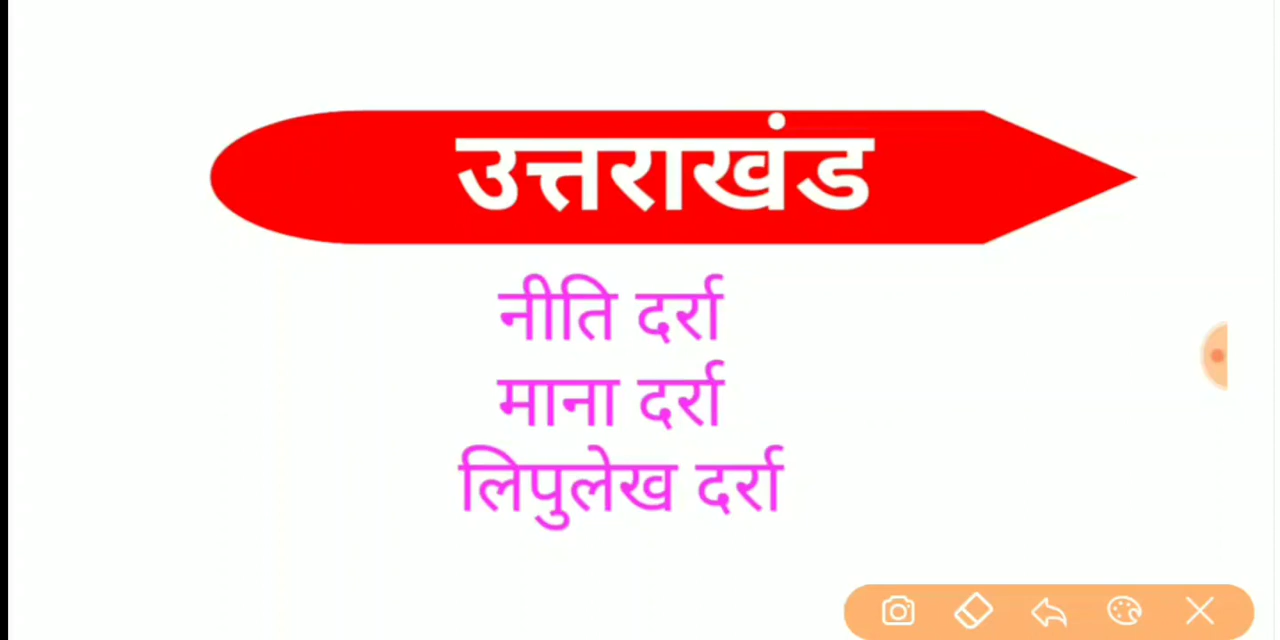 उत्तराखंड
नीति दर्रा
माना दर्रा
लिपुलेख दर्रा